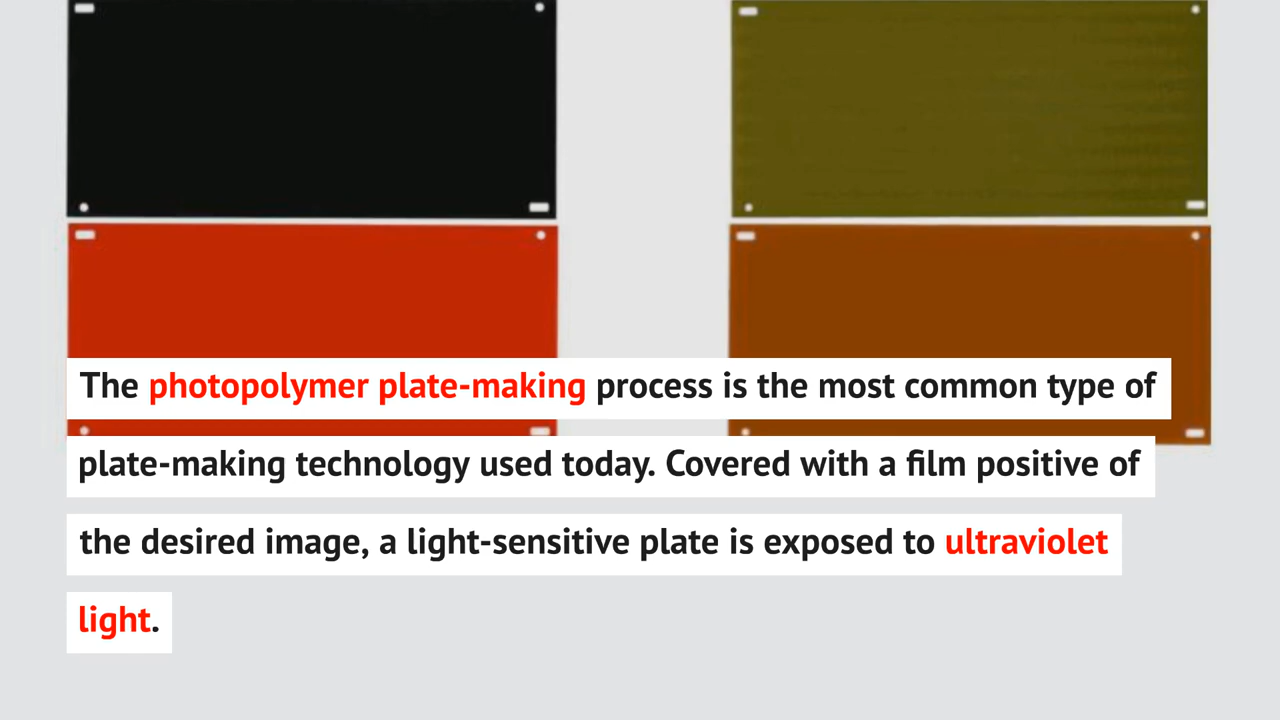 The photopolymer plate-making process is the most common type of
plate-making technology used today. Covered with a film positive of
the desired image, a light-sensitive plate is exposed to ultraviolet
light.